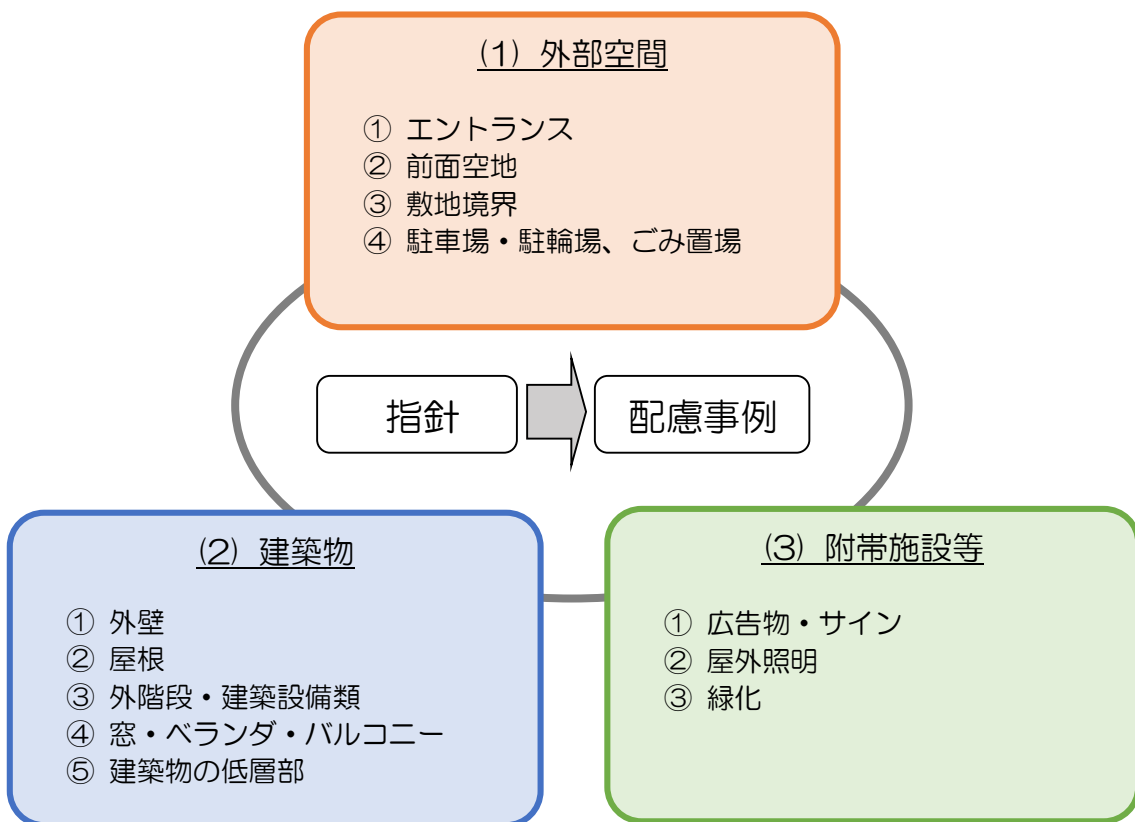 (1) 外部空間
① エントランス
② 前面空地
③ 敷地境界
④ 駐車場・駐輪場、ごみ置場
指針
配慮事例
(2) 建築物
① 外壁
② 屋根
③ 外階段・建築設備類
④ 窓・ベランダ・バルコニー
⑤ 建築物の低層部
(3) 附帯施設等
① 広告物・サイン
② 屋外照明
③ 緑化